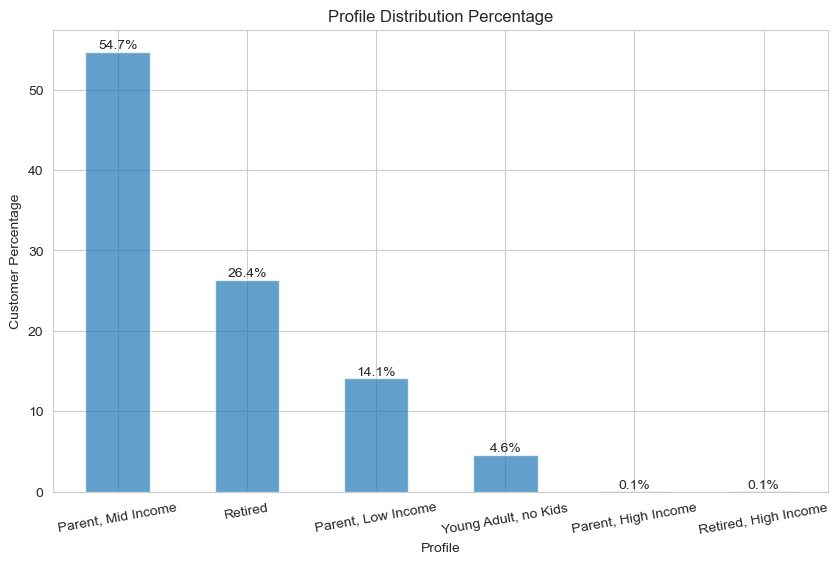 Profile Distribution Percentage
54.7%
26.4%
14.1%
4.6%
0.1%
0.1%
50
40
30
20
10
0
Customer Percentage
Parent, Mid Income
Retired
Parent, Low Income
Young Adult, no Kids
Parent, High Income
Retired, High Income
Profile